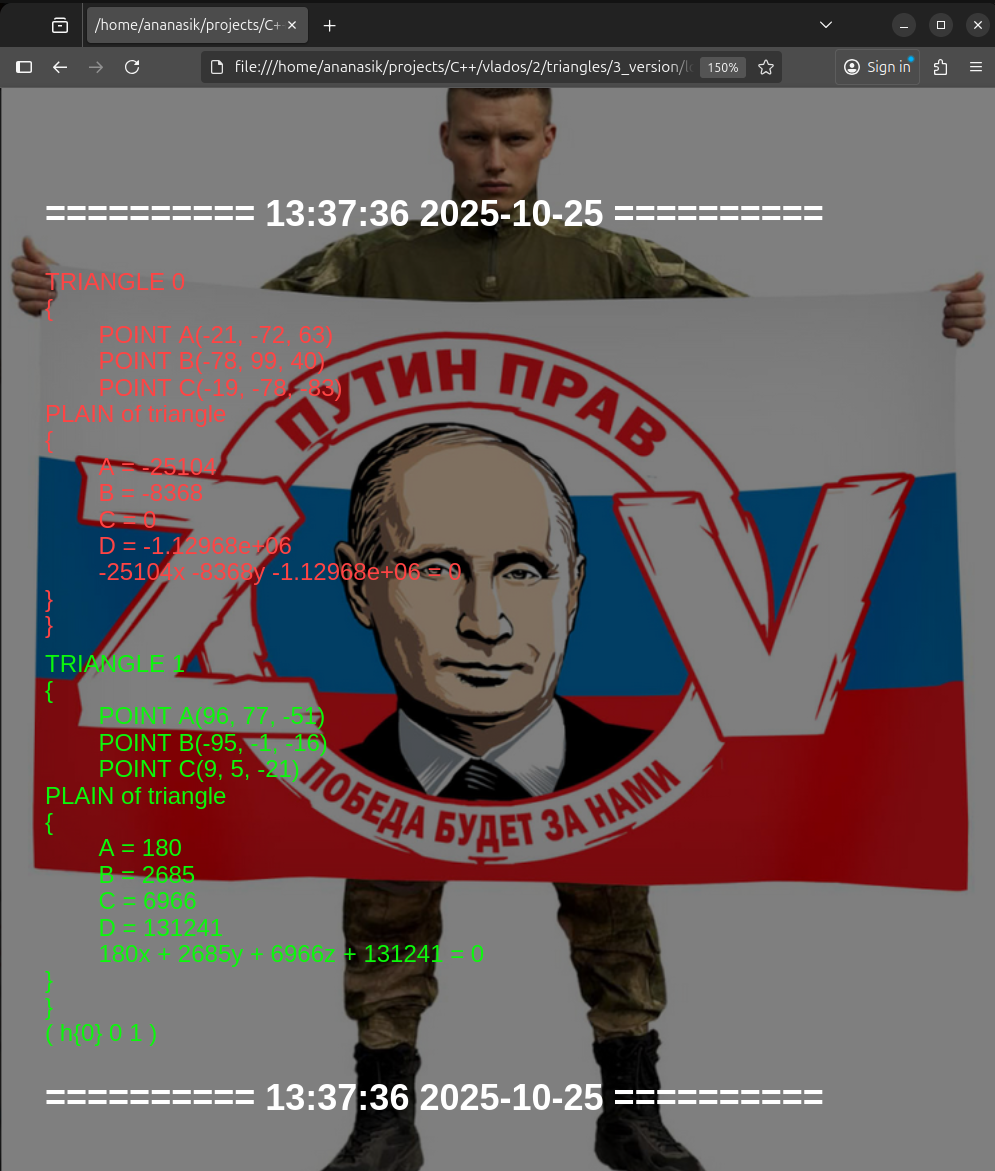 /home/ananasik/projects/C+
file:///home/ananasik/projects/C++/vlados/2/triangles/3_version/l
150%
Sign in
========== 13:37:36 2025-10-25 ==========
TRIANGLE 0
{
POINT A(-21, -72, 63)
POINT B(-78, 99, 40)
POINT C(-19, -78, -83)
PLAIN of triangle
{
A = -25104
B = -8368
C = 0
D = -1.12968e+06
-25104x -8368y -1.12968e+06 = 0
}
}
TRIANGLE 1
{
POINT A(96, 77, -51)
POINT B(-95, -1, -16)
POINT C(9, 5, -21)
PLAIN of triangle
{
A = 180
B = 2685
C = 6966
D = 131241
180x + 2685y + 6966z + 131241 = 0
}
}
( h{0} 0 1 )
========== 13:37:36 2025-10-25 ==========
ПУТИН ПРАВ
Z V
ПОБЕДА БУДЕТ ЗА НАМИ